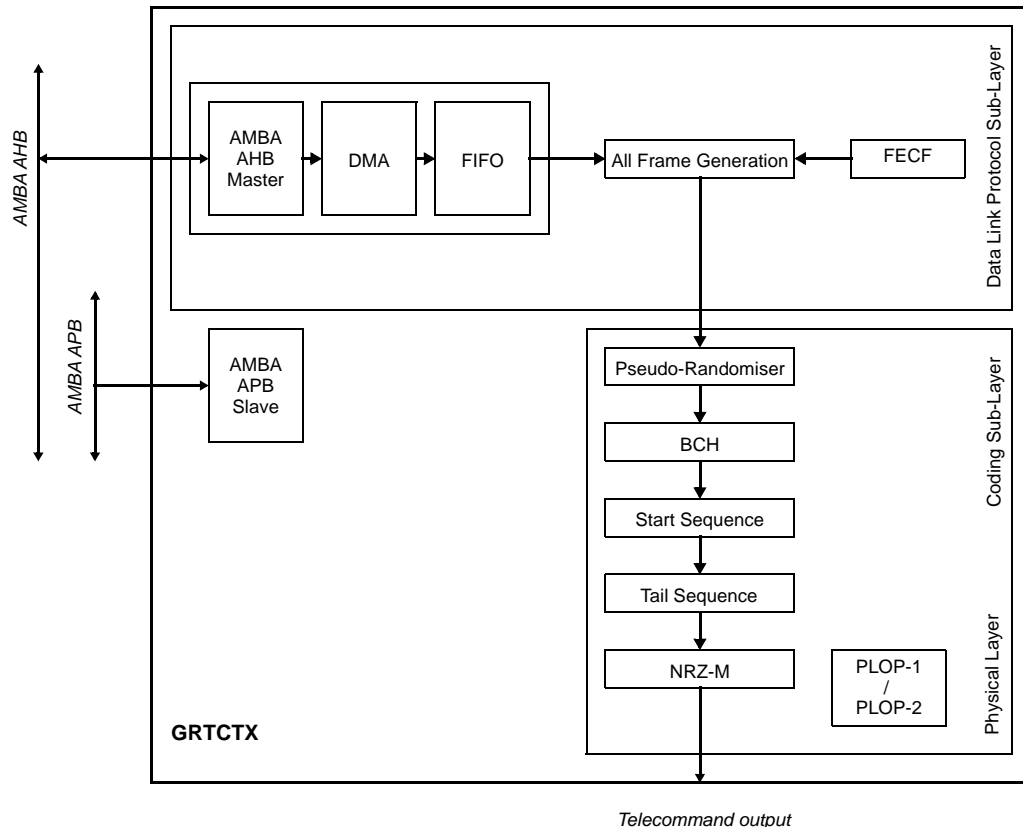 AMBA AHB
AMBA
AHB
Master
DMA
FIFO
All Frame Generation
FECF
Data Link Protocol Sub-Layer
AMBA APB
AMBA
APB
Slave
Pseudo-Randomiser
BCH
Start Sequence
Tail Sequence
NRZ-M
Coding Sub-Layer
Physical Layer
PLOP-1
/
PLOP-2
GRTCTX
Telecommand output